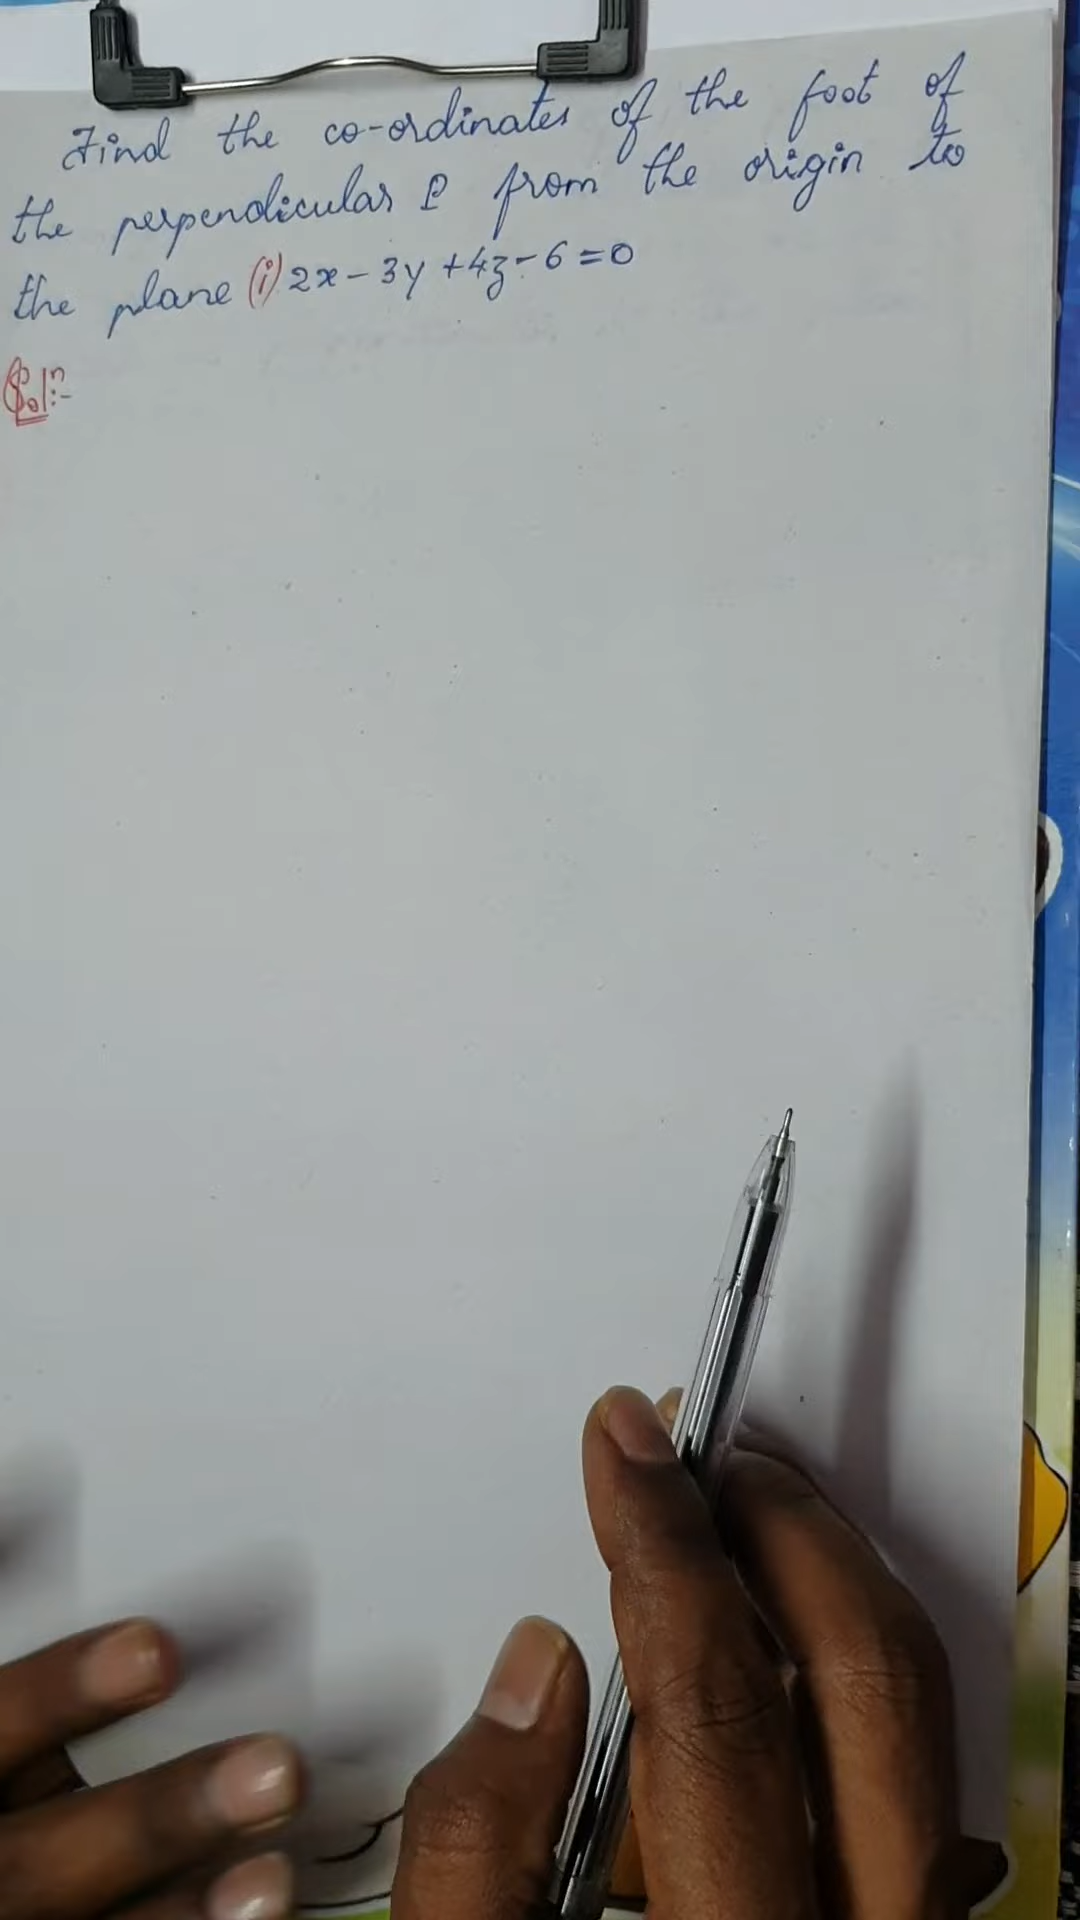 Find the co-ordinates of the foot of
the perpendicular P from the origin to
the plane (i) 2x - 3y + 4z - 6 = 0
Solⁿ:-